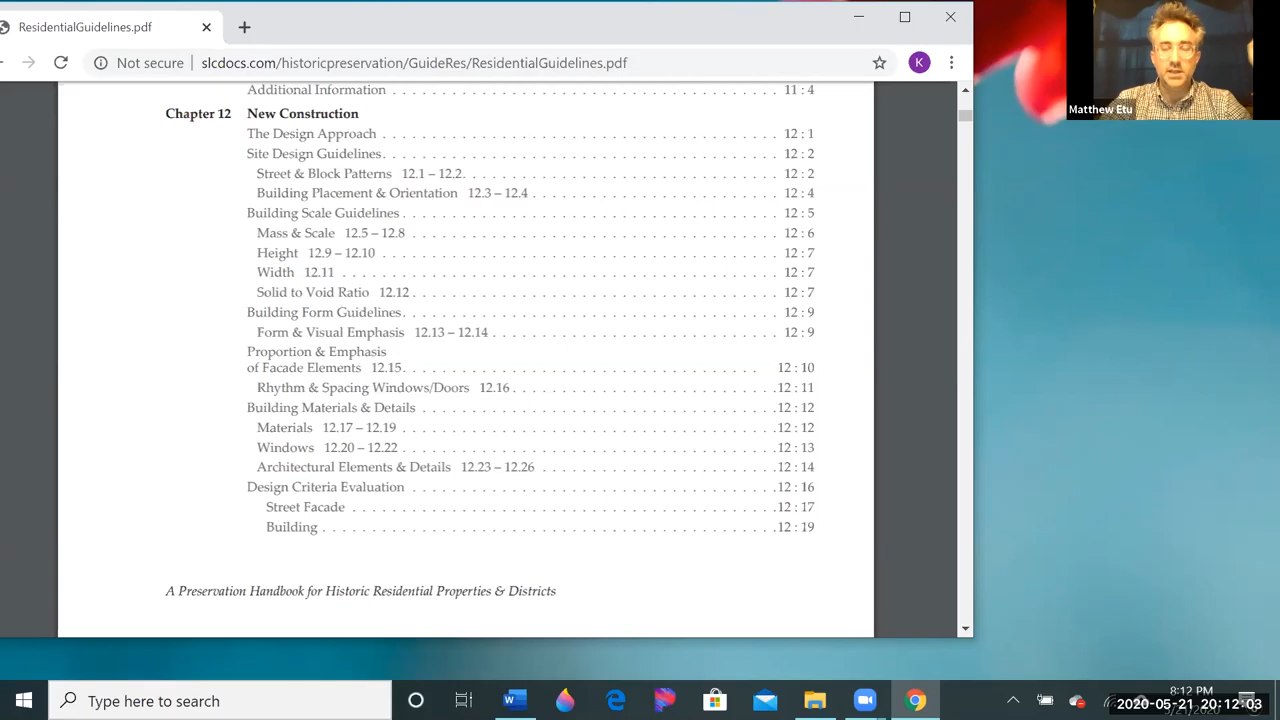 ResidentialGuidelines.pdf
Not secure
slcdocs.com/historicpreservation/GuideRes/ResidentialGuidelines.pdf
K
Matthew Etu
Additional Information 11 : 4
Chapter 12 New Construction
The Design Approach 12 : 1
Site Design Guidelines 12 : 2
Street & Block Patterns 12.1 – 12.2 12 : 2
Building Placement & Orientation 12.3 – 12.4 12 : 4
Building Scale Guidelines 12 : 5
Mass & Scale 12.5 – 12.8 12 : 6
Height 12.9 – 12.10 12 : 7
Width 12.11 12 : 7
Solid to Void Ratio 12.12 12 : 7
Building Form Guidelines 12 : 9
Form & Visual Emphasis 12.13 – 12.14 12 : 9
Proportion & Emphasis
of Facade Elements 12.15 12 : 10
Rhythm & Spacing Windows/Doors 12.16 12 : 11
Building Materials & Details 12 : 12
Materials 12.17 – 12.19 12 : 12
Windows 12.20 – 12.22 12 : 13
Architectural Elements & Details 12.23 – 12.26 12 : 14
Design Criteria Evaluation 12 : 16
Street Facade 12 : 17
Building 12 : 19
A Preservation Handbook for Historic Residential Properties & Districts
Type here to search
8:12 PM
2020-05-21 20:12:03